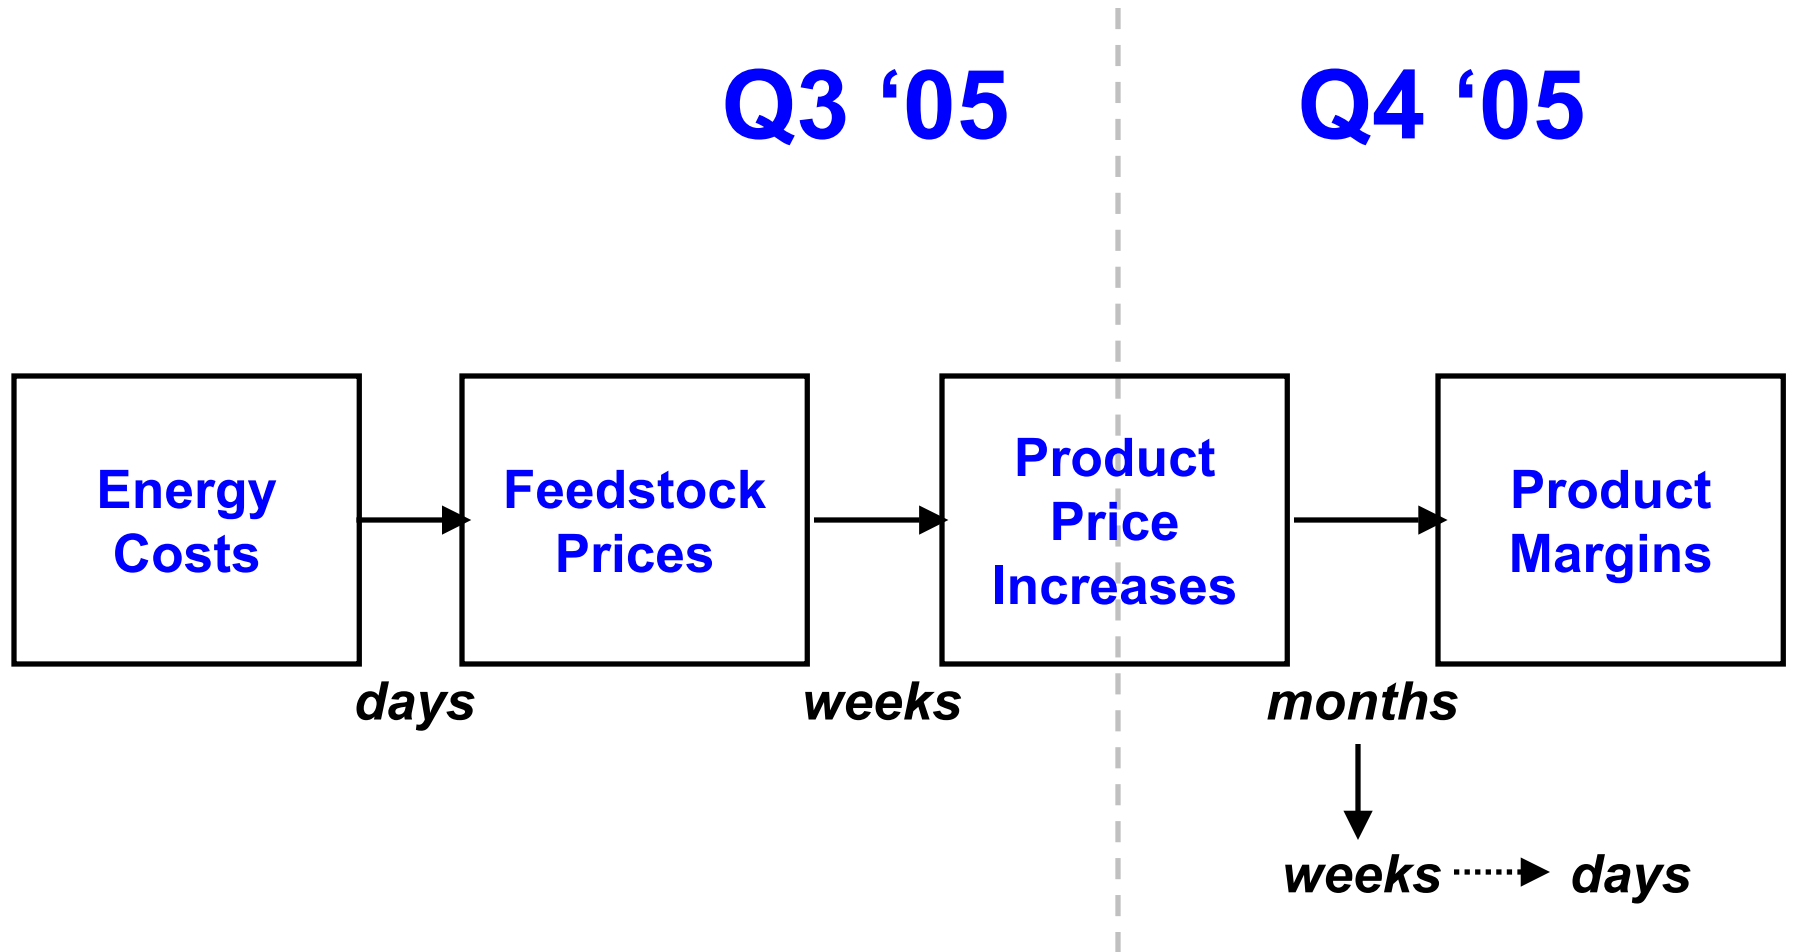 Q3 ‘05
Q4 ‘05
Energy
Costs
Feedstock
Prices
Product
Price
Increases
Product
Margins
days
weeks
months
weeks
days